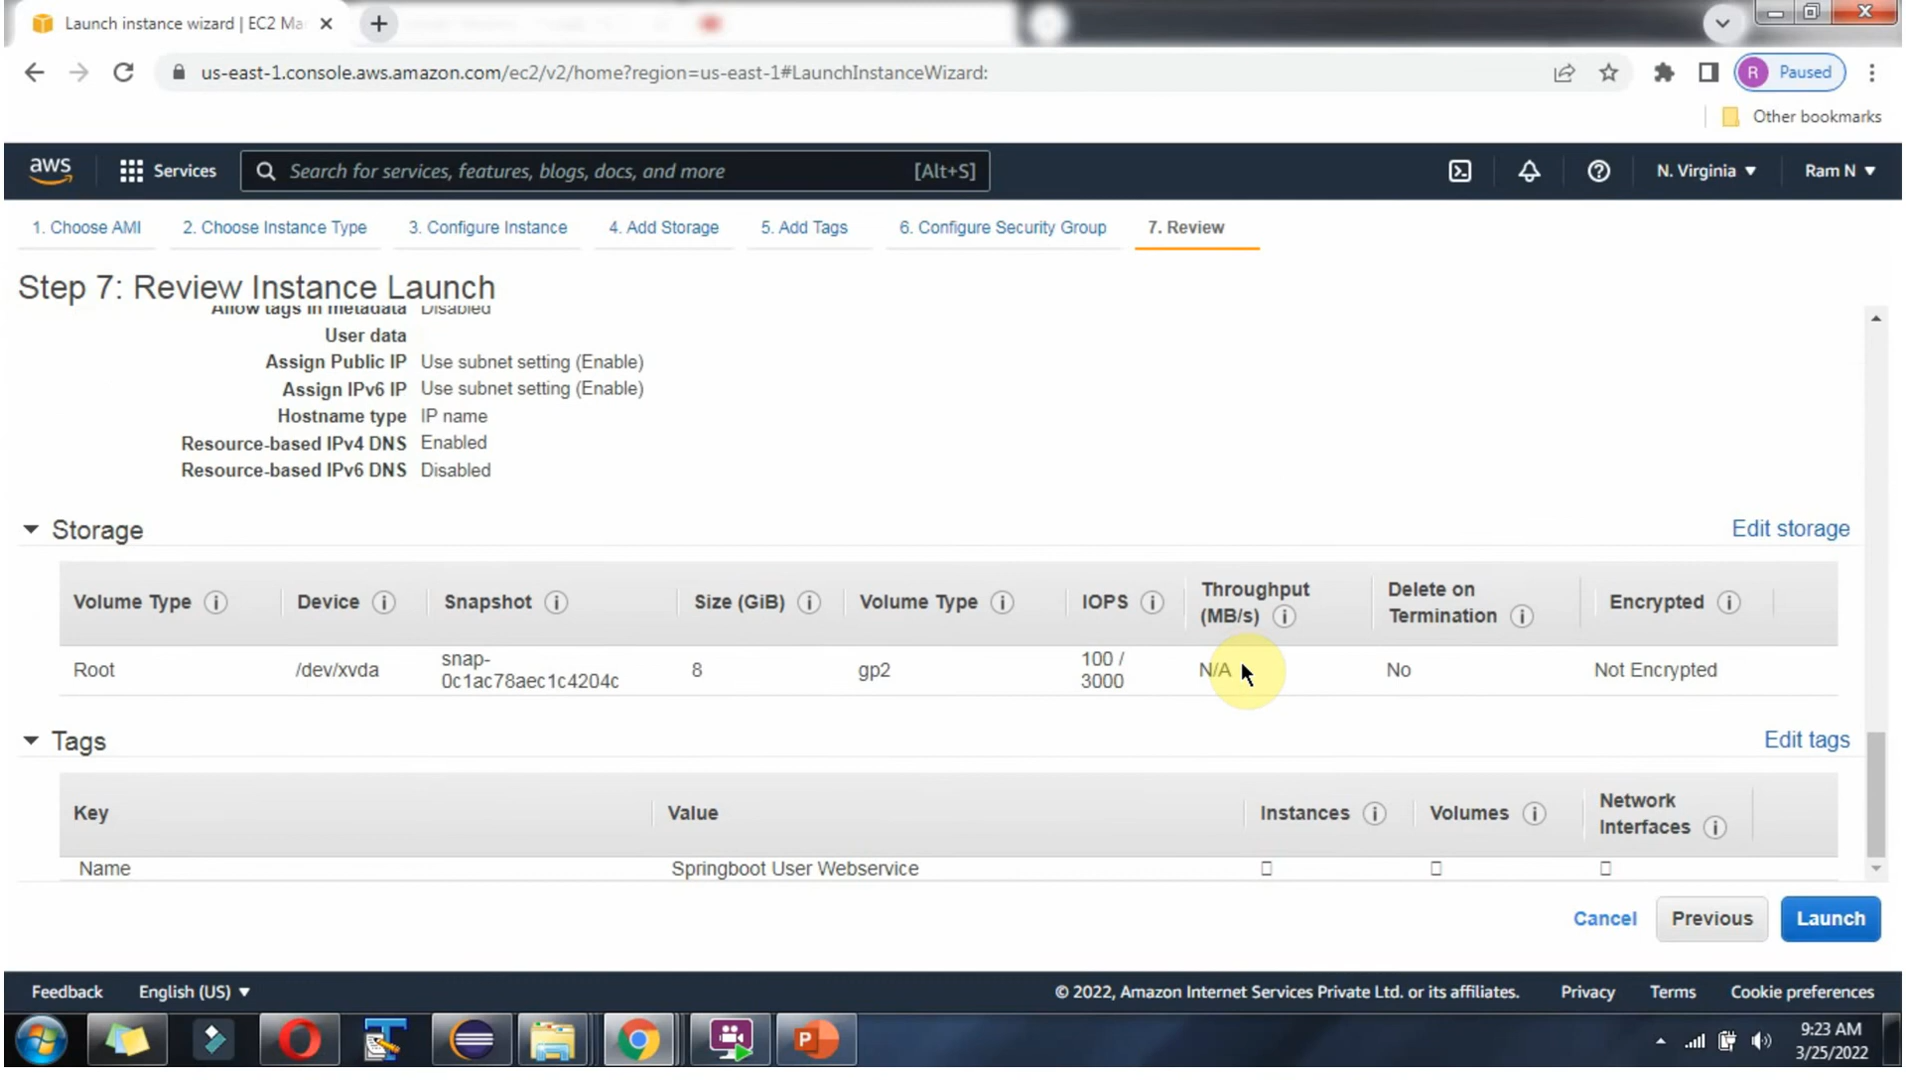 Launch instance wizard | EC2 Ma
us-east-1.console.aws.amazon.com/ec2/v2/home?region=us-east-1#LaunchInstanceWizard:
R Paused
Other bookmarks
aws Services Search for services, features, blogs, docs, and more [Alt+S] N. Virginia Ram N
1. Choose AMI 2. Choose Instance Type 3. Configure Instance 4. Add Storage 5. Add Tags 6. Configure Security Group 7. Review
Step 7: Review Instance Launch
Allow tags in metadata Disabled
User data
Assign Public IP Use subnet setting (Enable)
Assign IPv6 IP Use subnet setting (Enable)
Hostname type IP name
Resource-based IPv4 DNS Enabled
Resource-based IPv6 DNS Disabled
Storage Edit storage
Volume Type Device Snapshot Size (GiB) Volume Type IOPS Throughput (MB/s) Delete on Termination Encrypted
Root /dev/xvda snap-0c1ac78aec1c4204c 8 gp2 100 / 3000 N/A No Not Encrypted
Tags Edit tags
Key Value Instances Volumes Network Interfaces
Name Springboot User Webservice
Cancel Previous Launch
Feedback English (US) © 2022, Amazon Internet Services Private Ltd. or its affiliates. Privacy Terms Cookie preferences
9:23 AM
3/25/2022